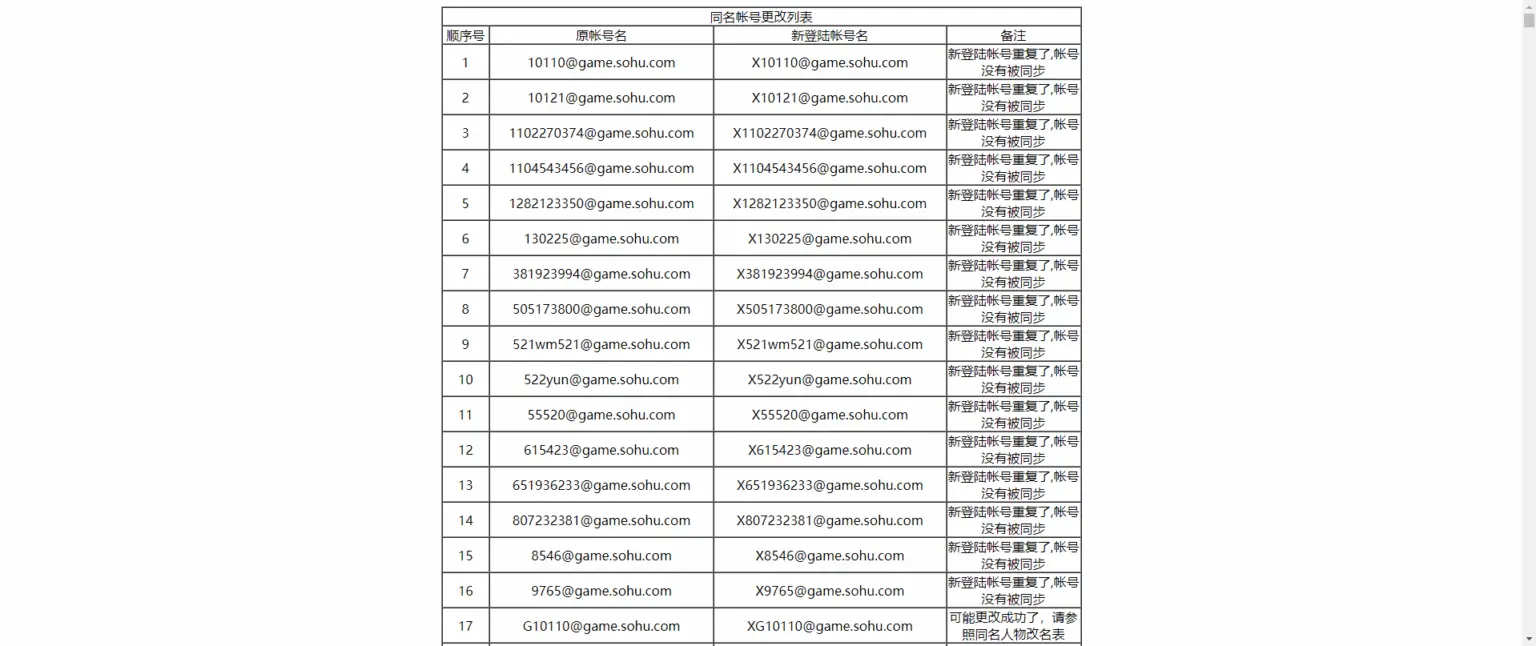 同名帐号更改列表
顺序号 原帐号名 新登陆帐号名 备注
1 10110@game.sohu.com X10110@game.sohu.com 新登陆帐号重复了,帐号
没有被同步
2 10121@game.sohu.com X10121@game.sohu.com 新登陆帐号重复了,帐号
没有被同步
3 1102270374@game.sohu.com X1102270374@game.sohu.com 新登陆帐号重复了,帐号
没有被同步
4 1104543456@game.sohu.com X1104543456@game.sohu.com 新登陆帐号重复了,帐号
没有被同步
5 1282123350@game.sohu.com X1282123350@game.sohu.com 新登陆帐号重复了,帐号
没有被同步
6 130225@game.sohu.com X130225@game.sohu.com 新登陆帐号重复了,帐号
没有被同步
7 381923994@game.sohu.com X381923994@game.sohu.com 新登陆帐号重复了,帐号
没有被同步
8 505173800@game.sohu.com X505173800@game.sohu.com 新登陆帐号重复了,帐号
没有被同步
9 521wm521@game.sohu.com X521wm521@game.sohu.com 新登陆帐号重复了,帐号
没有被同步
10 522yun@game.sohu.com X522yun@game.sohu.com 新登陆帐号重复了,帐号
没有被同步
11 55520@game.sohu.com X55520@game.sohu.com 新登陆帐号重复了,帐号
没有被同步
12 615423@game.sohu.com X615423@game.sohu.com 新登陆帐号重复了,帐号
没有被同步
13 651936233@game.sohu.com X651936233@game.sohu.com 新登陆帐号重复了,帐号
没有被同步
14 807232381@game.sohu.com X807232381@game.sohu.com 新登陆帐号重复了,帐号
没有被同步
15 8546@game.sohu.com X8546@game.sohu.com 新登陆帐号重复了,帐号
没有被同步
16 9765@game.sohu.com X9765@game.sohu.com 新登陆帐号重复了,帐号
没有被同步
17 G10110@game.sohu.com XG10110@game.sohu.com 可能更改成功了，请参
照同名人物改名表